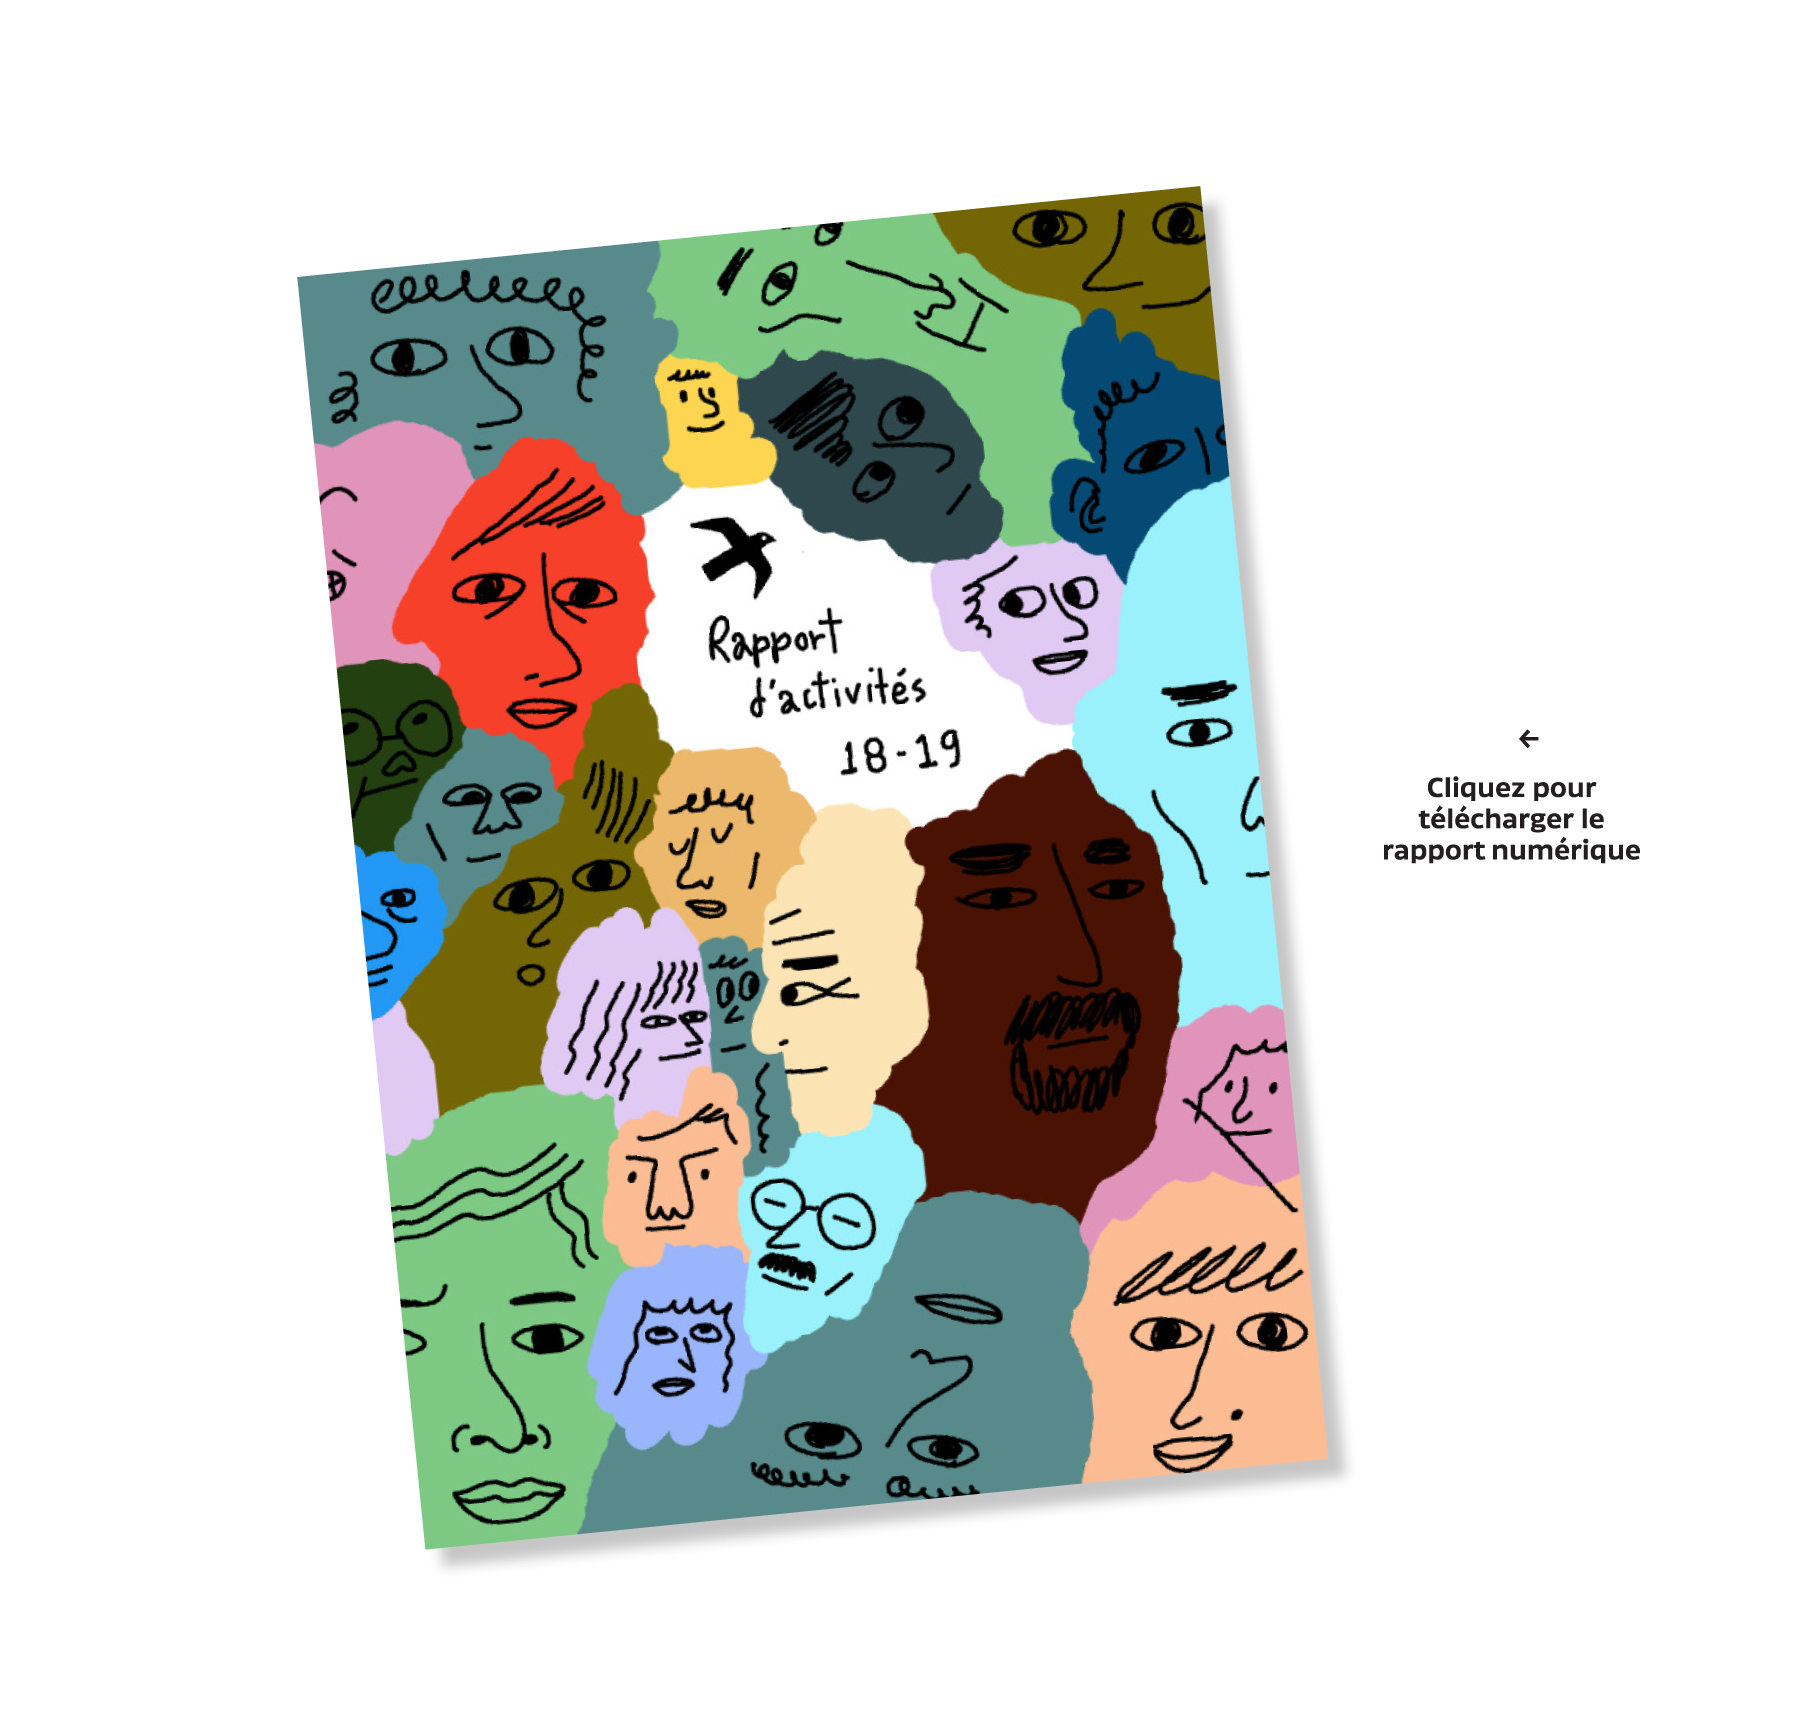 Rapport
d'activités
18-19
←
Cliquez pour
télécharger le
rapport numérique